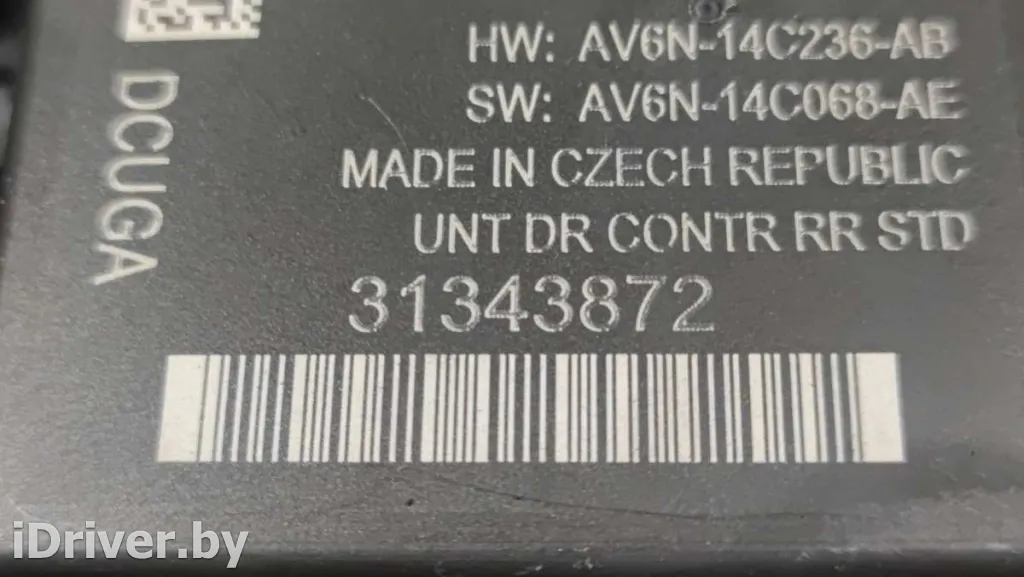 HW: AV6N-14C236-AB
SW: AV6N-14C068-AE
MADE IN CZECH REPUBLIC
UNT DR CONTR RR STD
31343872
DCUGA
iDriver.by